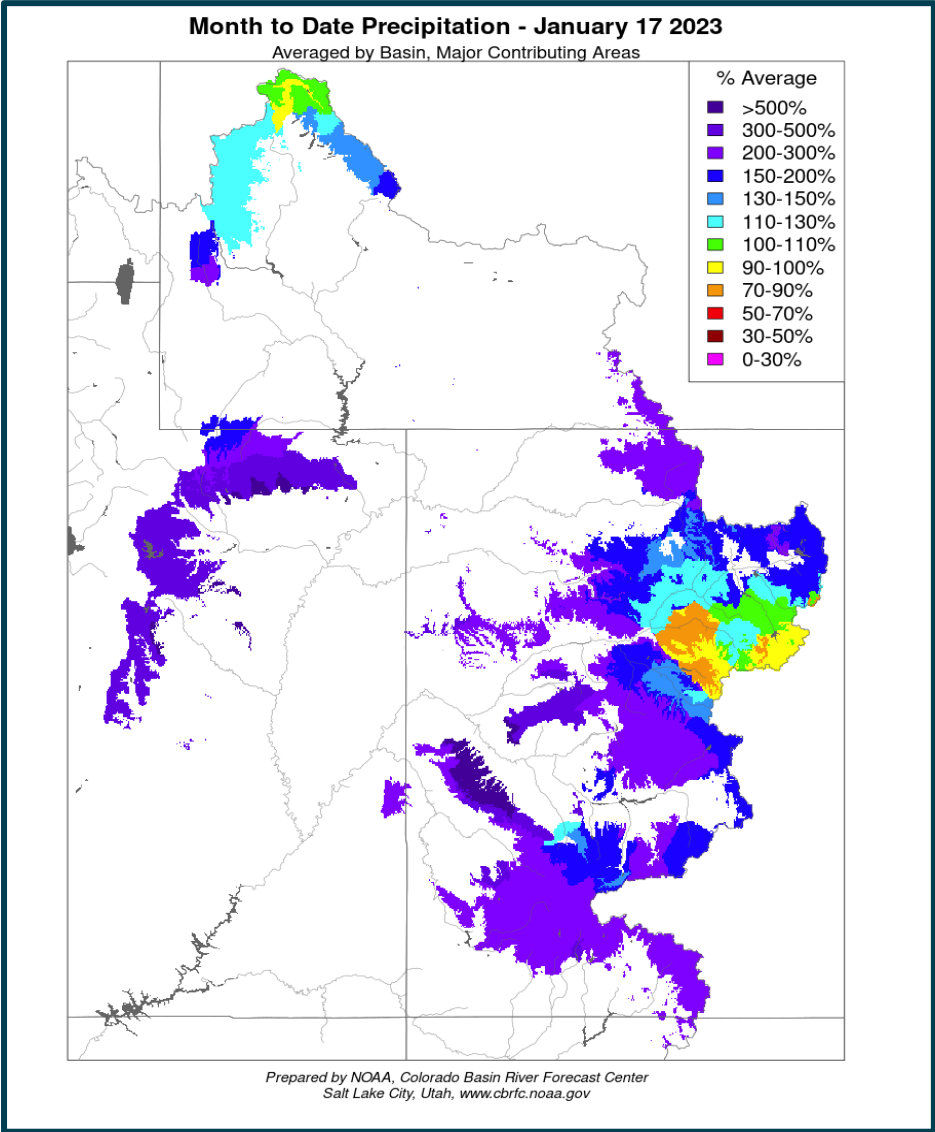 Month to Date Precipitation - January 17 2023
Averaged by Basin, Major Contributing Areas
% Average
>500%
300-500%
200-300%
150-200%
130-150%
110-130%
100-110%
90-100%
70-90%
50-70%
30-50%
0-30%
Prepared by NOAA, Colorado Basin River Forecast Center
Salt Lake City, Utah, www.cbrfc.noaa.gov